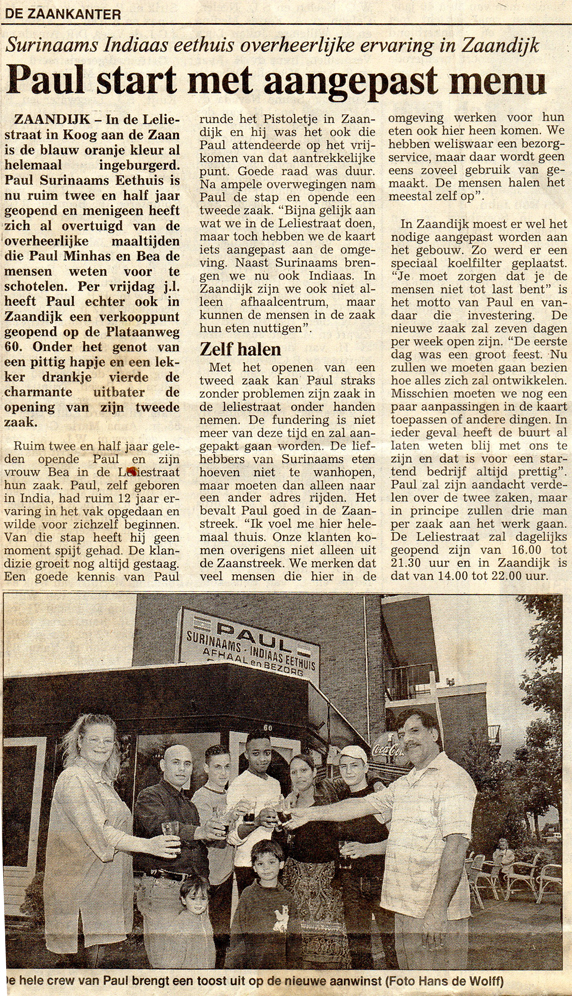 DE ZAANKANTER
Surinaams Indiaas eethuis overheerlijke ervaring in Zaandijk
Paul start met aangepast menu
ZAANDIJK – In de Lelie-
straat in Koog aan de Zaan
is de blauw oranje kleur al
helemaal ingeburgerd.
Paul Surinaams Eethuis is
nu ruim twee en half jaar
geopend en menigeen heeft
zich al overtuigd van de
overheerlijke maaltijden
die Paul Minhas en Bea de
mensen weten voor te
schotelen. Per vrijdag j.l.
heeft Paul echter ook in
Zaandijk een verkooppunt
geopend op de Plataanweg
60. Onder het genot van
een pittig hapje en een lek-
ker drankje vierde de
charmante uitbater de
opening van zijn tweede
zaak.
Ruim twee en half jaar gele-
den opende Paul en zijn
vrouw Bea in de Leliestraat
hun zaak. Paul, zelf geboren
in India, had ruim 12 jaar er-
varing in het vak opgedaan en
wilde voor zichzelf beginnen.
Van die stap heeft hij geen
moment spijt gehad. De klan-
dizie groeit nog altijd gestaag.
Een goede kennis van Paul
runde het Pistoletje in Zaan-
dijk en hij was het ook die
Paul attendeerde op het vrij-
komen van dat aantrekkelijke
punt. Goede raad was duur.
Na ampele overwegingen nam
Paul de stap en opende een
tweede zaak. “Bijna gelijk aan
wat we in de Leliestraat doen,
maar toch hebben we de kaart
iets aangepast aan de omge-
ving. Naast Surinaams bren-
gen we nu ook Indiaas. In
Zaandijk zijn we ook niet al-
leen afhaalcentrum, maar
kunnen de mensen in de zaak
hun eten nuttigen”.
Zelf halen
Met het openen van een
tweed zaak kan Paul straks
zonder problemen zijn zaak in
de leliestraat onder handen
nemen. De fundering is niet
meer van deze tijd en zal aan-
gepakt gaan worden. De lief-
hebbers van Surinaams eten
hoeven niet te wanhopen,
maar moeten dan alleen naar
een ander adres rijden. Het
bevalt Paul goed in de Zaan-
streek. “Ik voel me hier hele-
maal thuis. Onze klanten ko-
men overigens niet alleen uit
de Zaanstreek. We merken dat
veel mensen die hier in de
omgeving werken voor hun
eten ook hier heen komen. We
hebben weliswaar een bezorg-
service, maar daar wordt geen
eens zoveel gebruik van ge-
maakt. De mensen halen het
meestal zelf op”.
In Zaandijk moest er wel het
nodige aangepast worden aan
het gebouw. Zo werd er een
speciaal koelfilter geplaatst.
“Je moet zorgen dat je de
mensen niet tot last bent” is
het motto van Paul en van-
daar die investering. De
nieuwe zaak zal zeven dagen
per week open zijn. “De eerste
dag was een groot feest. Nu
zullen we moeten gaan bezien
hoe alles zich zal ontwikkelen.
Misschien moeten we nog een
paar aanpassingen in de kaart
toepassen of andere dingen. In
ieder geval heeft de buurt al
laten weten blij met ons te
zijn en dat is voor een star-
tend bedrijf altijd prettig”.
Paul zal zijn aandacht verde-
len over de twee zaken, maar
in principe zullen drie man
per zaak aan het werk gaan.
De Leliestraat zal dagelijks
geopend zijn van 16.00 tot
21.30 uur en in Zaandijk is
dat van 14.00 tot 22.00 uur.
PAUL
SURINAAMS - INDIAAS EETHUIS
AFHAAL en BEZORG
60
Coca-Co
De hele crew van Paul brengt een toost uit op de nieuwe aanwinst (Foto Hans de Wolff)